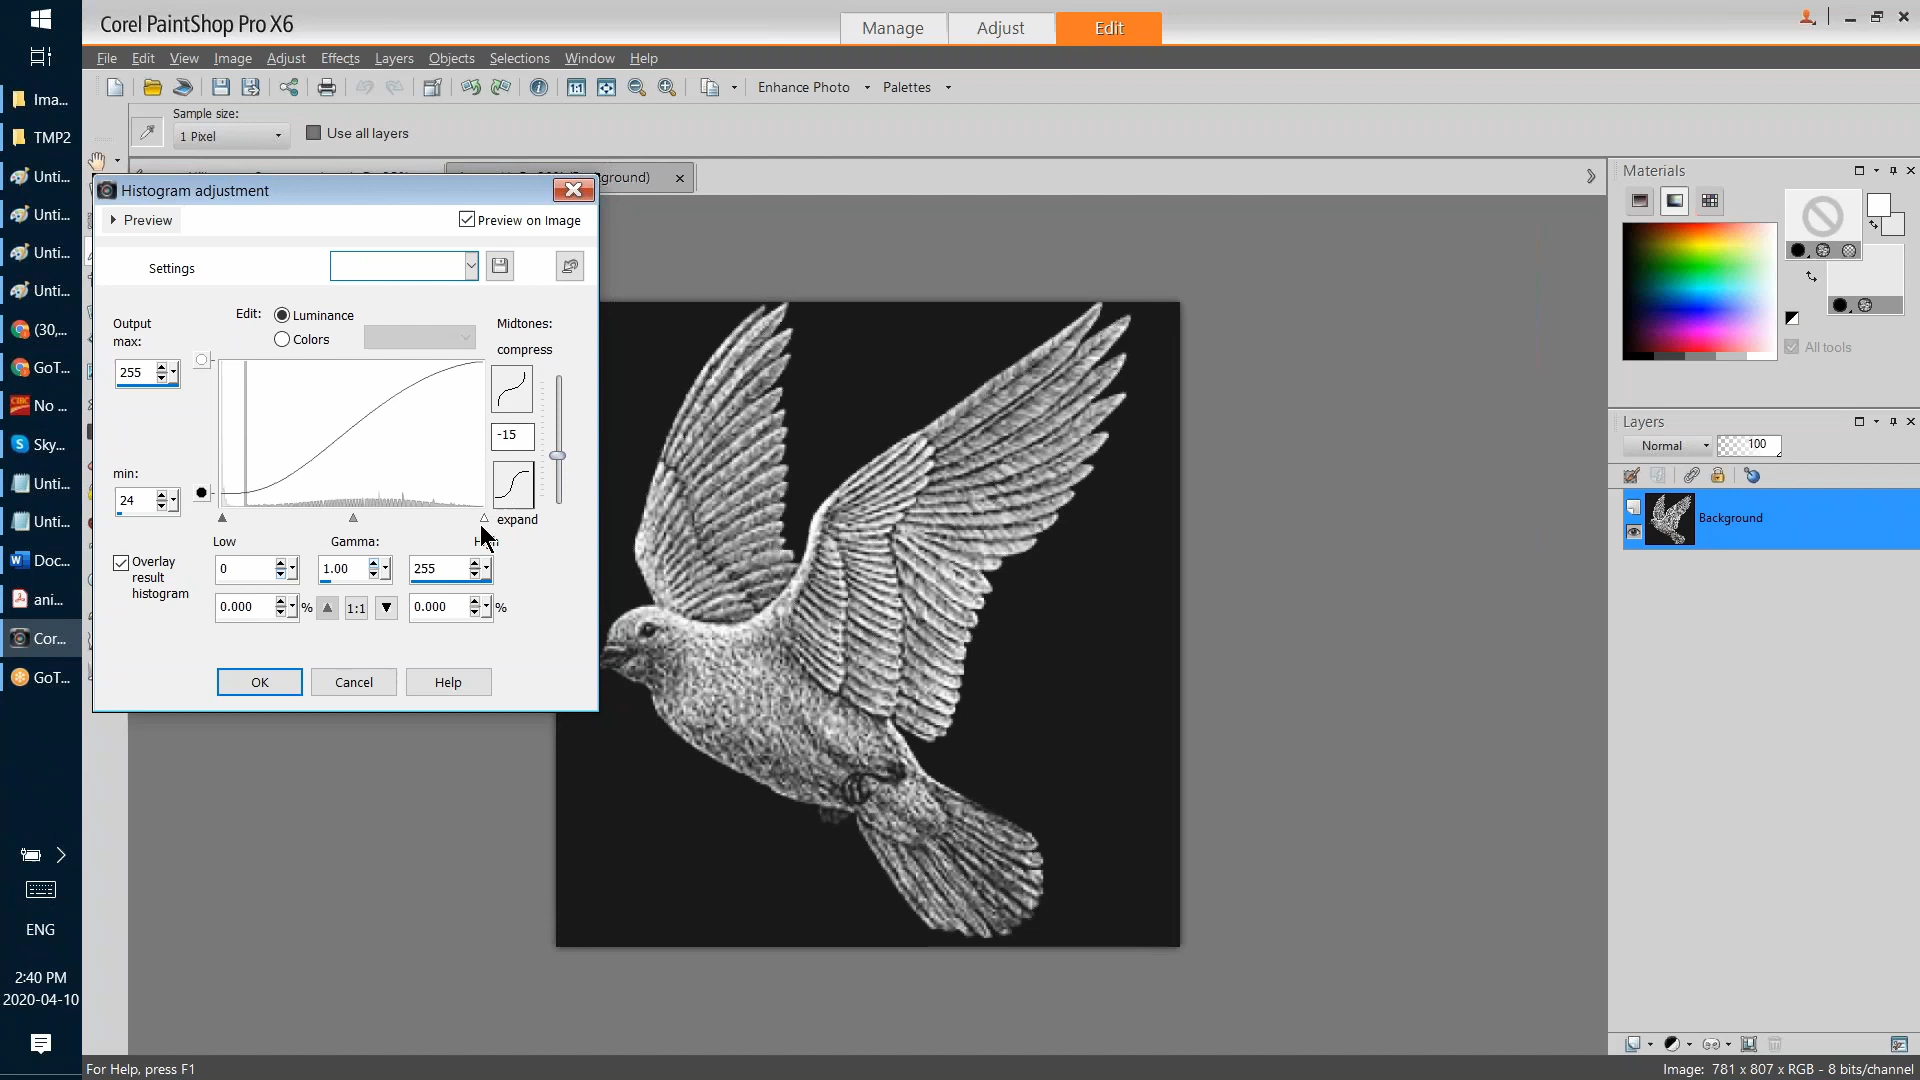 Corel PaintShop Pro X6
Manage Adjust Edit
File Edit View Image Adjust Effects Layers Objects Selections Window Help
Enhance Photo Palettes
Sample size:
1 Pixel
Use all layers
ground)
Histogram adjustment
Preview
Preview on Image
Settings
Edit: Luminance
Colors
Midtones:
compress
Output
max:
255
-15
min:
24
expand
Low Gamma:
Overlay
result
histogram
0 1.00 255
0.000 % 1:1 0.000 %
OK Cancel Help
Materials
All tools
Layers
Normal 100
Background
Ima...
TMP2
Unti...
Unti...
Unti...
Unti...
(30,...
GoT...
CIBC No ...
Sky...
Unti...
Unti...
Doc...
ani...
Cor...
GoT...
ENG
2:40 PM
2020-04-10
For Help, press F1
Image: 781 x 807 x RGB - 8 bits/channel